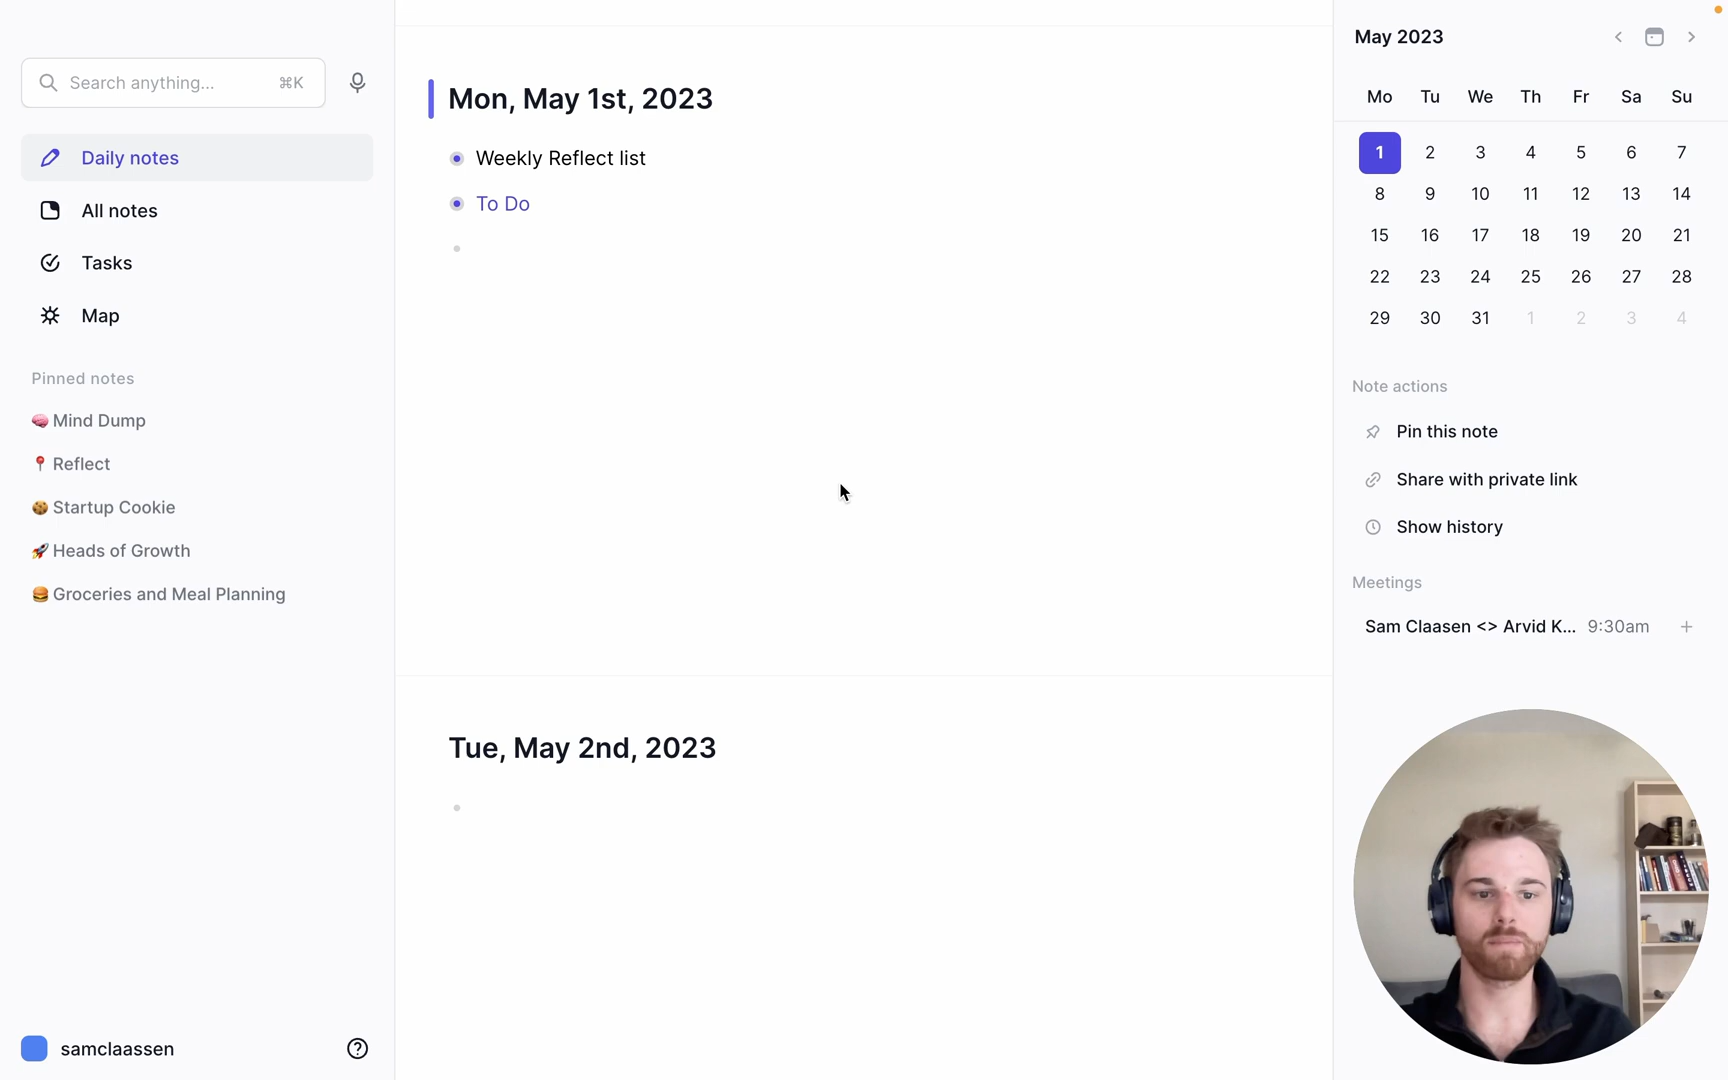 Search anything... ⌘K
Daily notes
All notes
Tasks
Map
Pinned notes
🧠 Mind Dump
📍 Reflect
🍪 Startup Cookie
🚀 Heads of Growth
🍔 Groceries and Meal Planning
samclaassen
Mon, May 1st, 2023
Weekly Reflect list
To Do
Tue, May 2nd, 2023
May 2023
Mo Tu We Th Fr Sa Su
1 2 3 4 5 6 7
8 9 10 11 12 13 14
15 16 17 18 19 20 21
22 23 24 25 26 27 28
29 30 31 1 2 3 4
Note actions
Pin this note
Share with private link
Show history
Meetings
Sam Claasen <> Arvid K... 9:30am +